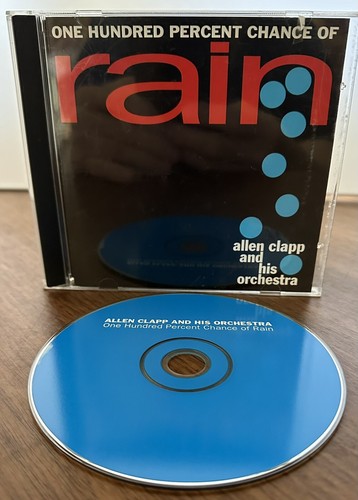 ONE HUNDRED PERCENT CHANCE OF
rain
allen clapp
and
his
orchestra
ALLEN CLAPP AND HIS ORCHESTRA
One Hundred Percent Chance of Rain